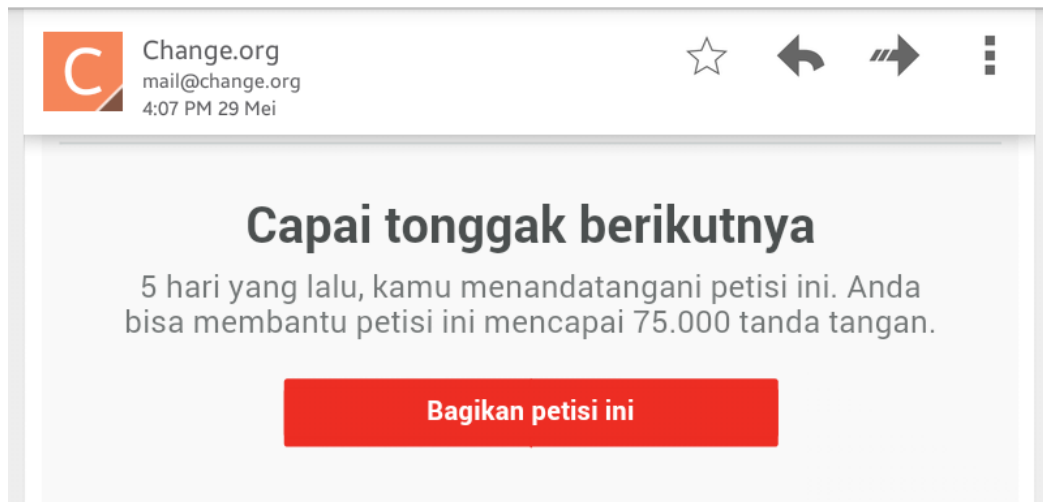 C
Change.org
mail@change.org
4:07 PM 29 Mei
Capai tonggak berikutnya
5 hari yang lalu, kamu menandatangani petisi ini. Anda
bisa membantu petisi ini mencapai 75.000 tanda tangan.
Bagikan petisi ini